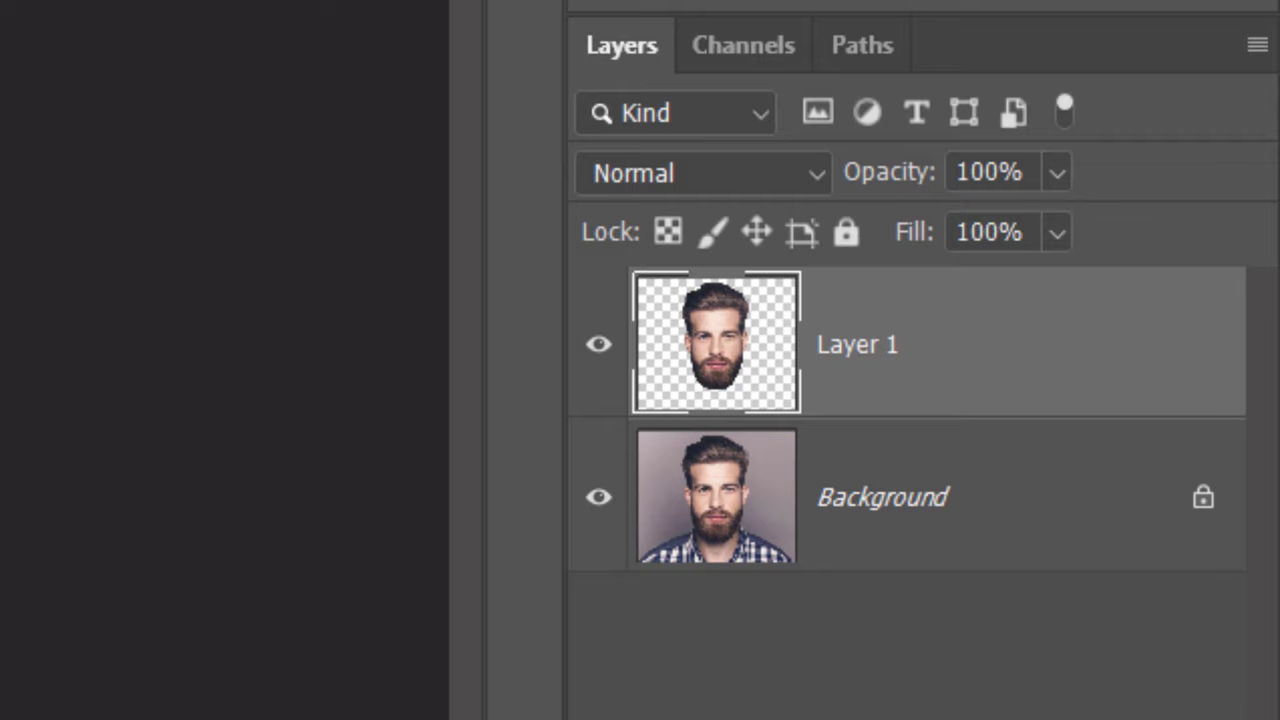 Layers Channels Paths
Kind
Normal Opacity: 100%
Lock: Fill: 100%
Layer 1
Background